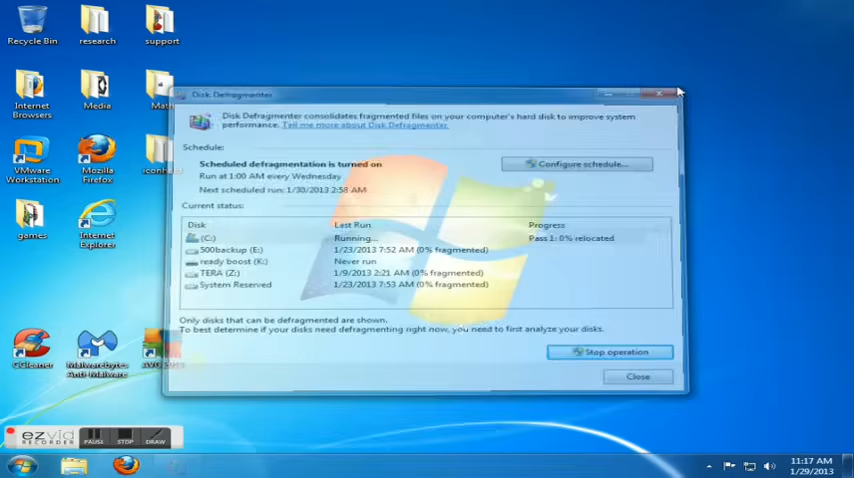 Recycle Bin
research
support
Internet
Browsers
Media
Mat
VMware
Workstation
Mozilla
Firefox
games
Internet
Explorer
CCleaner
Malwarebytes
Anti-Malware
Disk Defragmenter
Disk Defragmenter consolidates fragmented files on your computer's hard disk to improve system
performance. Tell me more about Disk Defragmenter.
Schedule:
Scheduled defragmentation is turned on
Configure schedule...
Run at 1:00 AM every Wednesday
Next scheduled run: 1/30/2013 2:58 AM
Current status:
Disk Last Run Progress
(C:) Running... Pass 1: 0% relocated
500backup (E:) 1/23/2013 7:52 AM (0% fragmented)
ready boost (K:) Never run
TERA (Z:) 1/9/2013 2:21 AM (0% fragmented)
System Reserved 1/23/2013 7:53 AM (0% fragmented)
Only disks that can be defragmented are shown.
To best determine if your disks need defragmenting right now, you need to first analyze your disks.
Stop operation
Close
ezvid
RECORDER
PAUSE
STOP
DRAW
11:17 AM
1/29/2013